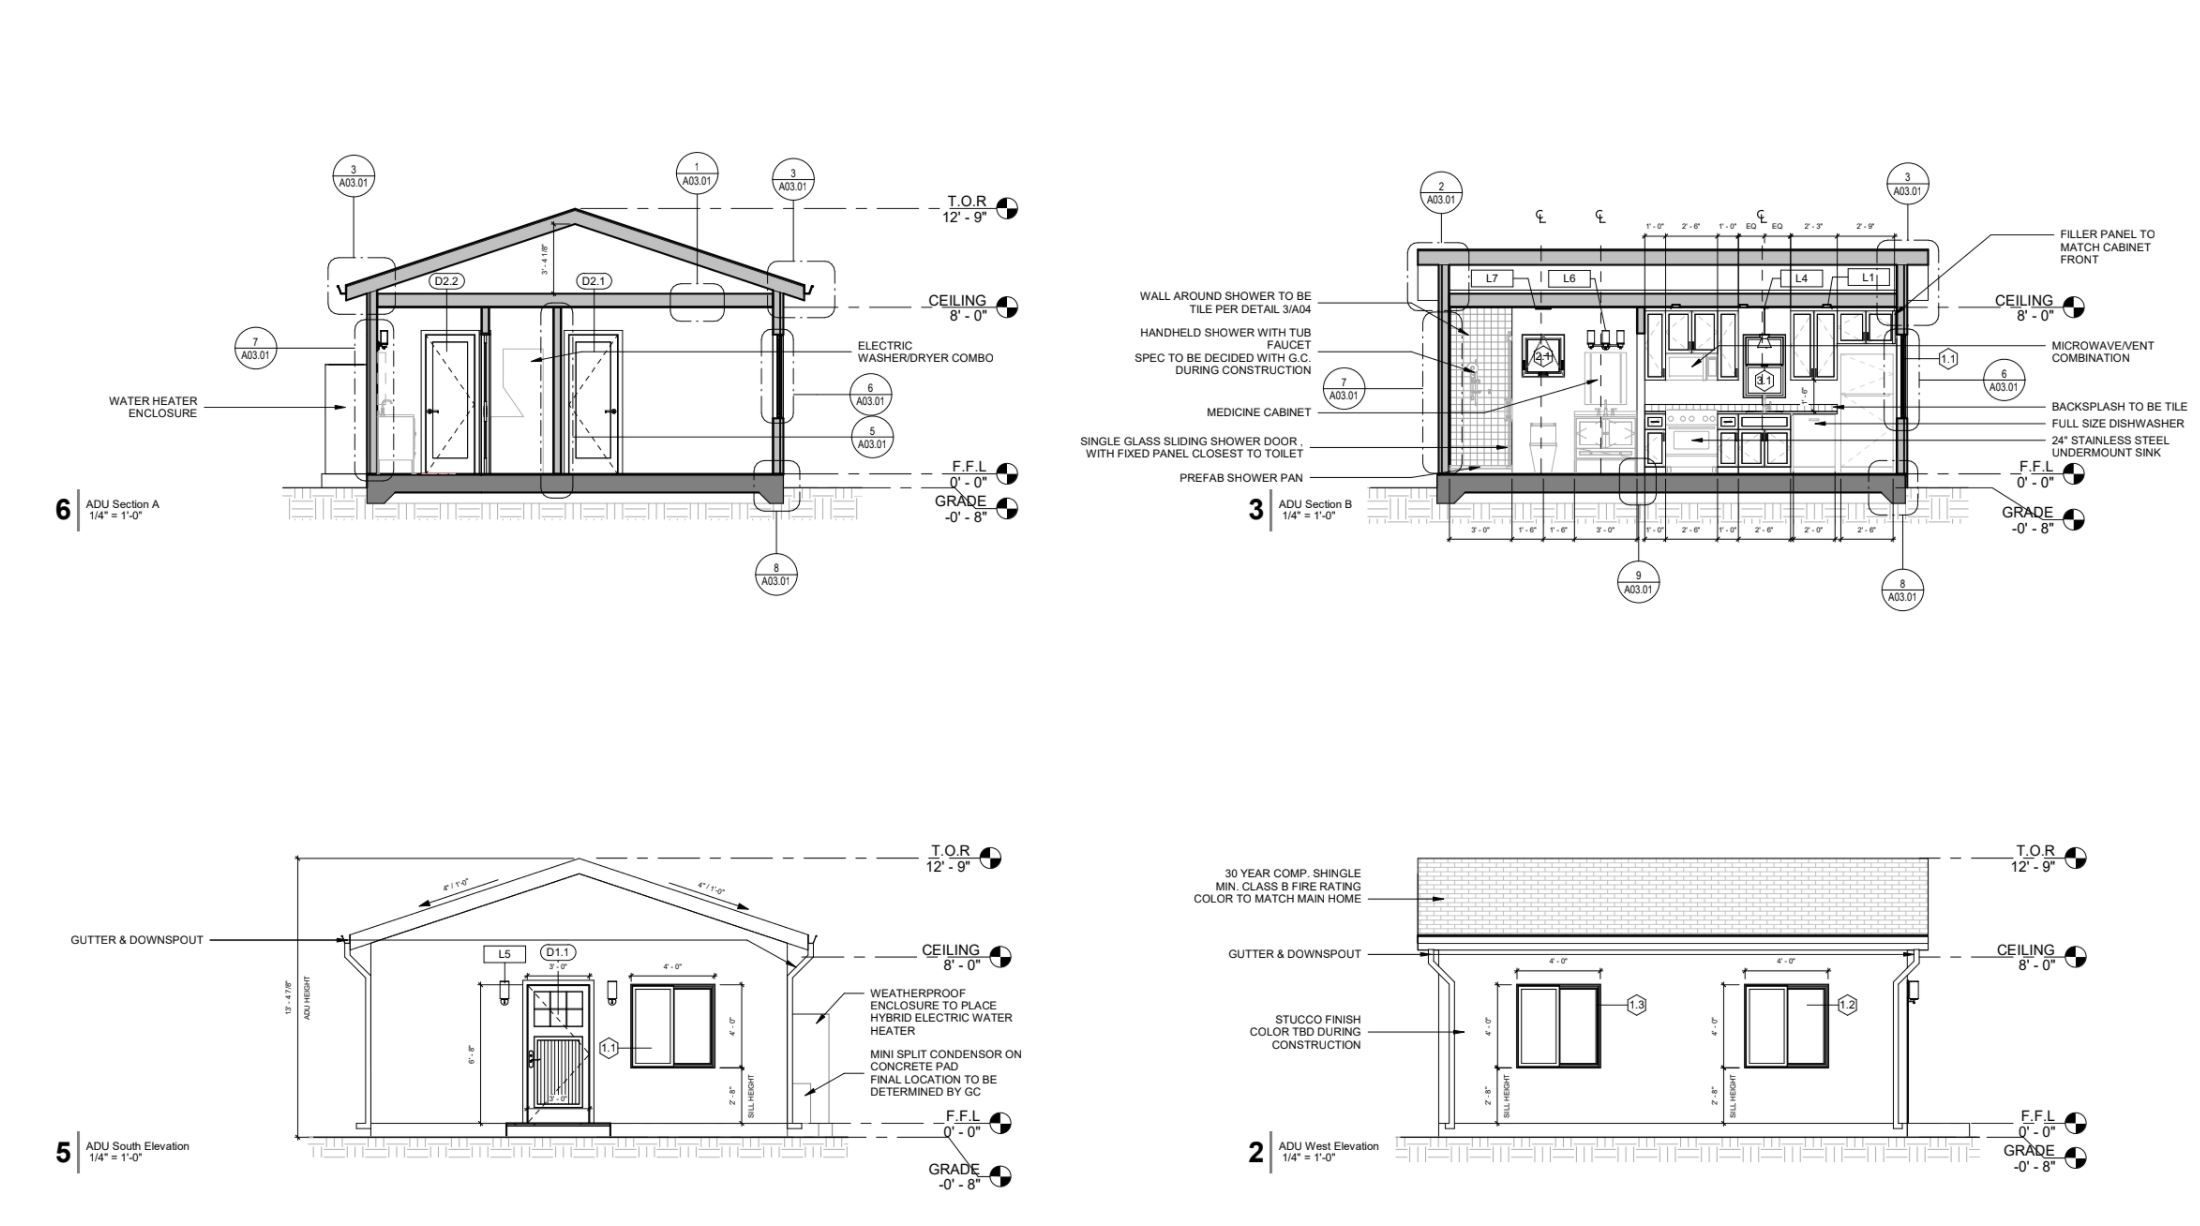 3
A03.01
1
A03.01
3
A03.01
T.O.R
12' - 9"
3' - 4 1/8"
D2.2
D2.1
CEILING
8' - 0"
7
A03.01
ELECTRIC
WASHER/DRYER COMBO
6
A03.01
WATER HEATER
ENCLOSURE
5
A03.01
F.F.L
0' - 0"
GRADE
-0' - 8"
6
ADU Section A
1/4" = 1'-0"
8
A03.01
2
A03.01
3
A03.01
℄
℄
℄
1' - 0"
2' - 6"
1' - 0"
EQ
EQ
2' - 3"
2' - 9"
FILLER PANEL TO
MATCH CABINET
FRONT
L7
L6
L4
L1
WALL AROUND SHOWER TO BE
TILE PER DETAIL 3/A04
CEILING
8' - 0"
HANDHELD SHOWER WITH TUB
FAUCET
SPEC TO BE DECIDED WITH G.C.
DURING CONSTRUCTION
2.1
MICROWAVE/VENT
COMBINATION
1.1
7
A03.01
3.1
6
A03.01
1' - 6"
MEDICINE CABINET
BACKSPLASH TO BE TILE
FULL SIZE DISHWASHER
SINGLE GLASS SLIDING SHOWER DOOR ,
WITH FIXED PANEL CLOSEST TO TOILET
24" STAINLESS STEEL
UNDERMOUNT SINK
PREFAB SHOWER PAN
F.F.L
0' - 0"
GRADE
-0' - 8"
3
ADU Section B
1/4" = 1'-0"
3' - 0"
1' - 6"
1' - 6"
3' - 0"
1' - 0"
2' - 6"
1' - 0"
2' - 6"
2' - 0"
2' - 6"
9
A03.01
8
A03.01
T.O.R
12' - 9"
4" / 1'-0"
4" / 1'-0"
GUTTER & DOWNSPOUT
CEILING
8' - 0"
L5
D1.1
3' - 0"
4' - 0"
13' - 4 7/8"
ADU HEIGHT
WEATHERPROOF
ENCLOSURE TO PLACE
HYBRID ELECTRIC WATER
HEATER
6' - 8"
1.1
4' - 0"
MINI SPLIT CONDENSOR ON
CONCRETE PAD
FINAL LOCATION TO BE
DETERMINED BY GC
3' - 0"
2' - 8"
SILL HEIGHT
F.F.L
0' - 0"
GRADE
-0' - 8"
5
ADU South Elevation
1/4" = 1'-0"
T.O.R
12' - 9"
30 YEAR COMP. SHINGLE
MIN. CLASS B FIRE RATING
COLOR TO MATCH MAIN HOME
GUTTER & DOWNSPOUT
CEILING
8' - 0"
4' - 0"
4' - 0"
1.3
1.2
STUCCO FINISH
COLOR TBD DURING
CONSTRUCTION
4' - 0"
4' - 0"
2' - 8"
SILL HEIGHT
2' - 8"
SILL HEIGHT
F.F.L
0' - 0"
GRADE
-0' - 8"
2
ADU West Elevation
1/4" = 1'-0"